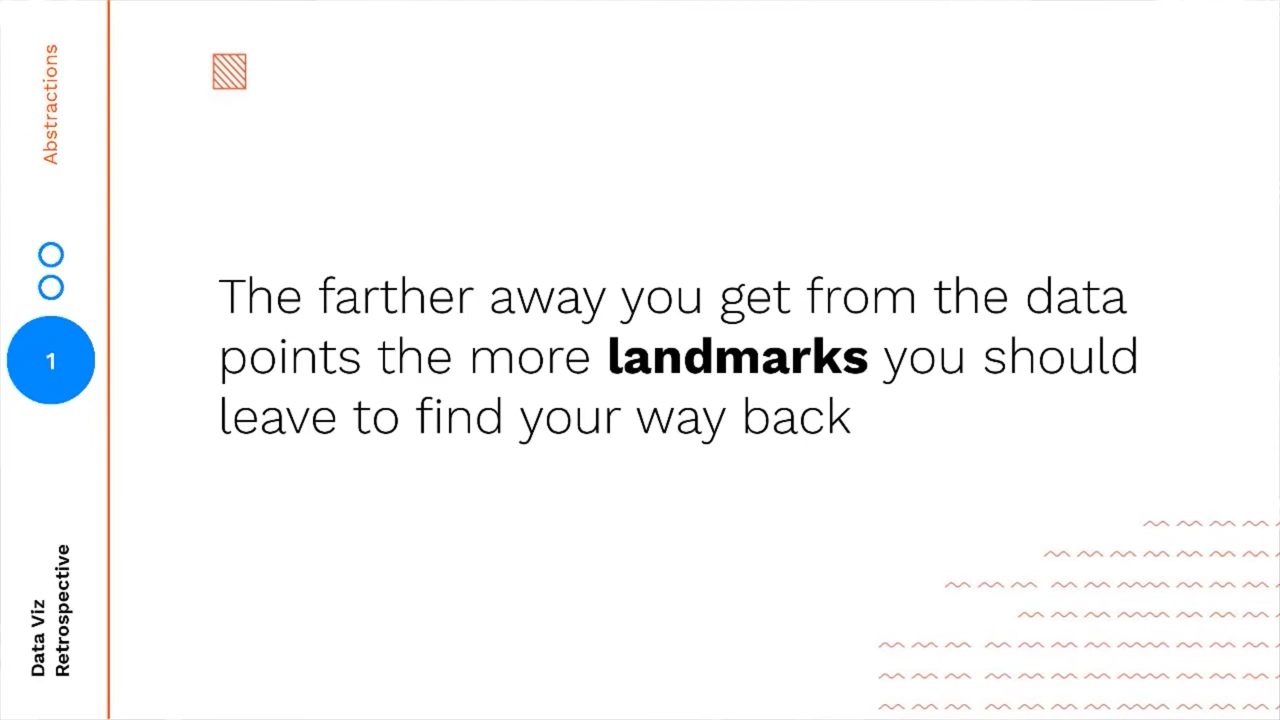 Abstractions
1
Data Viz
Retrospective
The farther away you get from the data
points the more landmarks you should
leave to find your way back